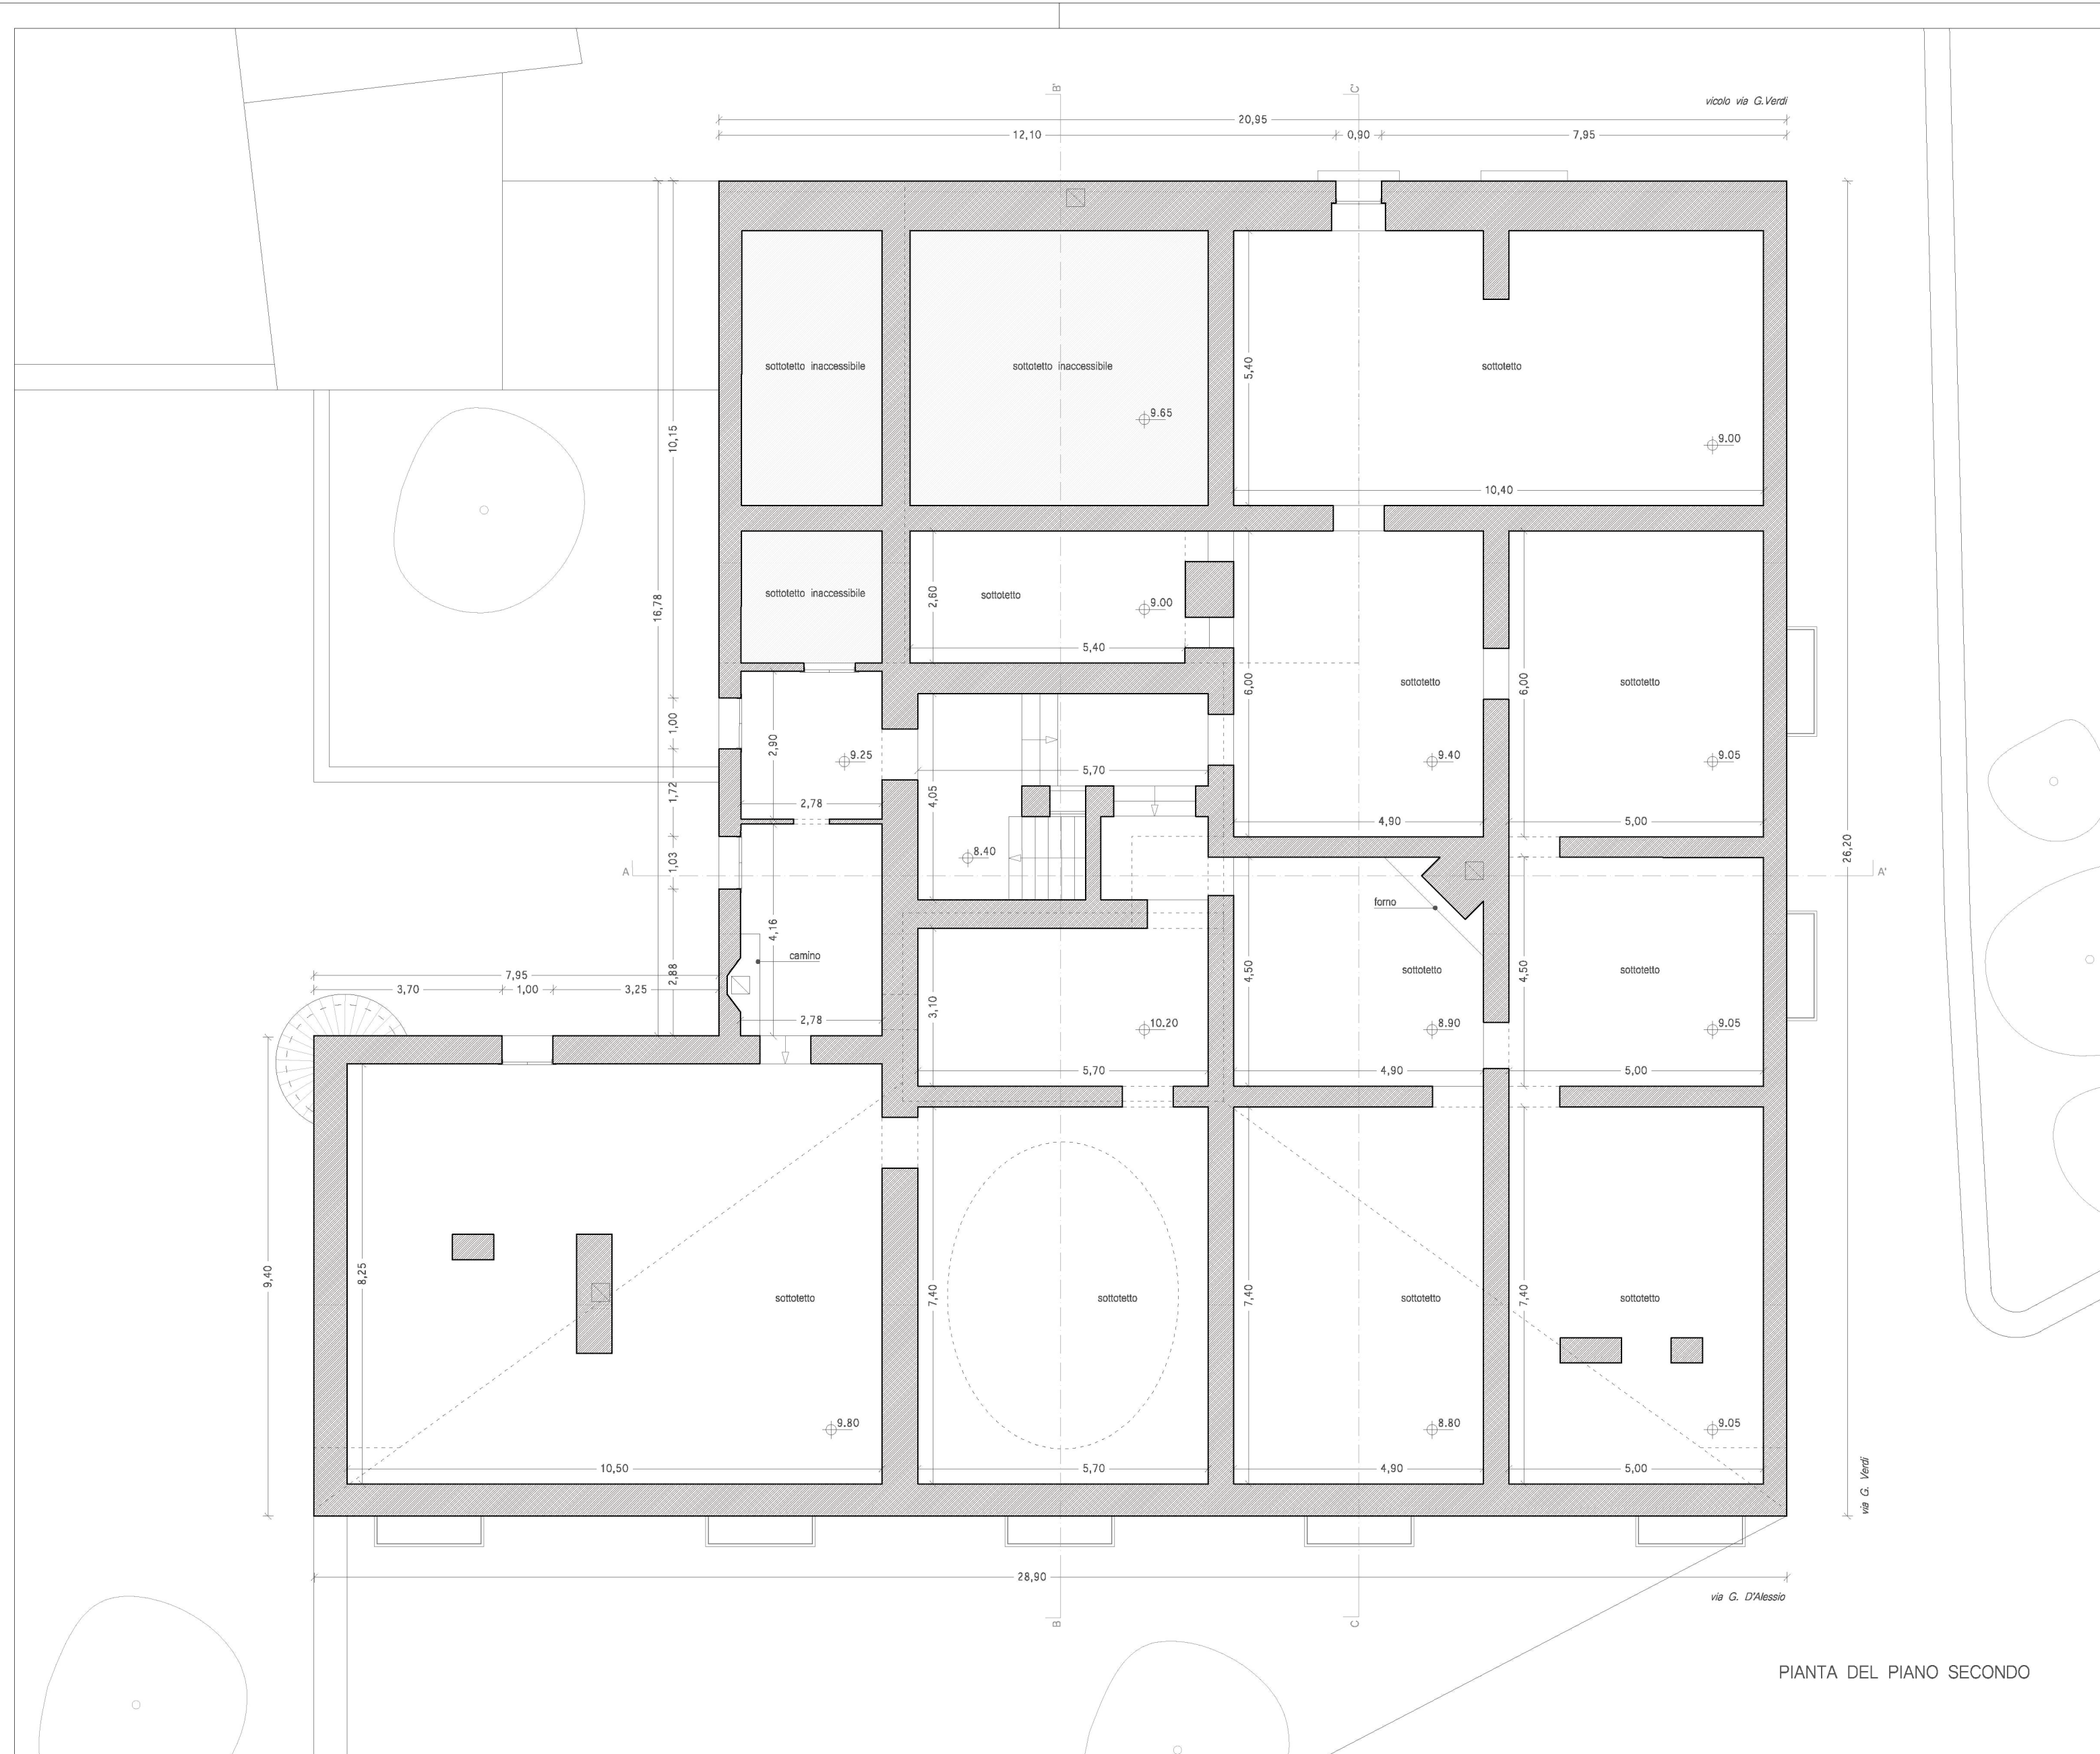 B'
C'
vicolo via G.Verdi
20,95
12,10
0,90
7,95
sottotetto inaccessibile
sottotetto inaccessibile
sottotetto
5,40
9.65
9.00
10,15
10,40
16,78
sottotetto inaccessibile
2,60
sottotetto
9.00
5,40
6,00
sottotetto
6,00
sottotetto
1,00
2,90
9.25
5,70
9.40
9.05
1,72
2,78
4,05
4,90
5,00
26,20
1,03
8.40
A
A'
forno
4,16
camino
2,88
7,95
3,70
1,00
3,25
4,50
sottotetto
4,50
sottotetto
2,78
3,10
10.20
8.90
9.05
5,70
4,90
5,00
9,40
8,25
sottotetto
7,40
sottotetto
7,40
sottotetto
7,40
sottotetto
9.80
8.80
9.05
10,50
5,70
4,90
5,00
via G. Verdi
28,90
via G. D'Alessio
B
C
PIANTA DEL PIANO SECONDO